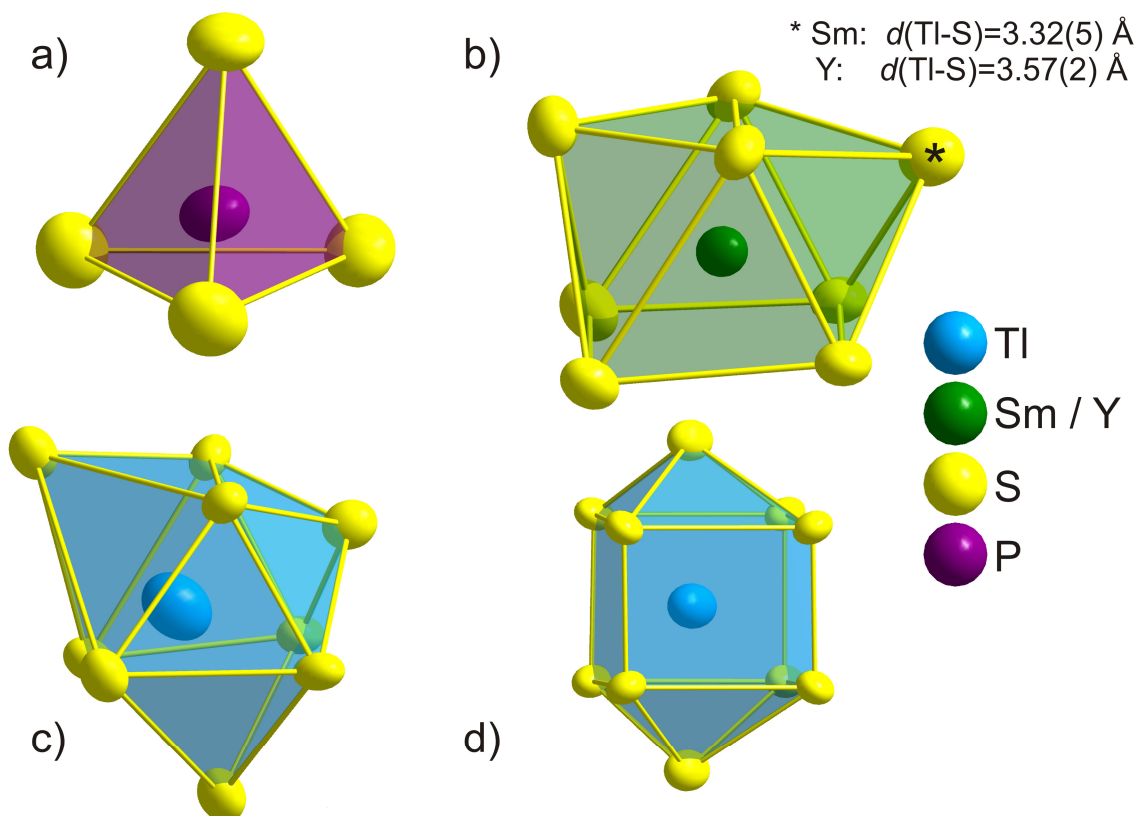 a)
b)
* Sm: d(Tl-S)=3.32(5) Å
Y: d(Tl-S)=3.57(2) Å
*
Tl
Sm / Y
S
P
c)
d)